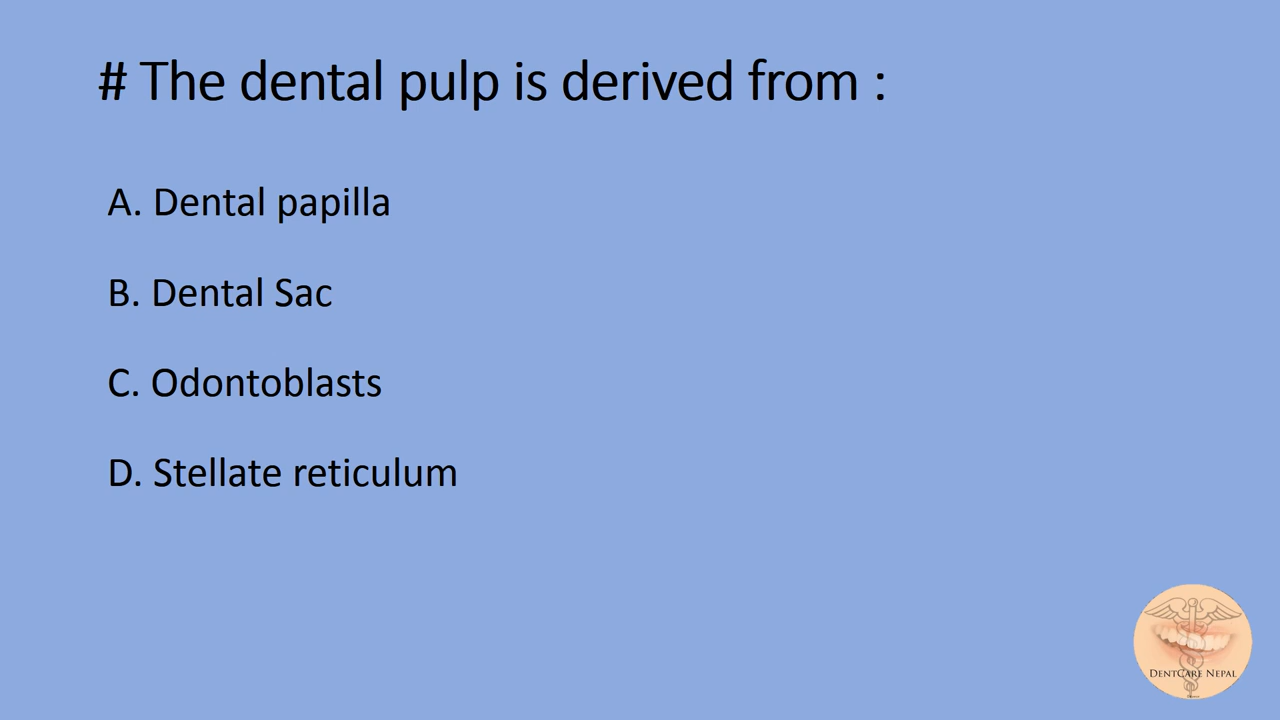 # The dental pulp is derived from :
A. Dental papilla
B. Dental Sac
C. Odontoblasts
D. Stellate reticulum
DENTCARE NEPAL